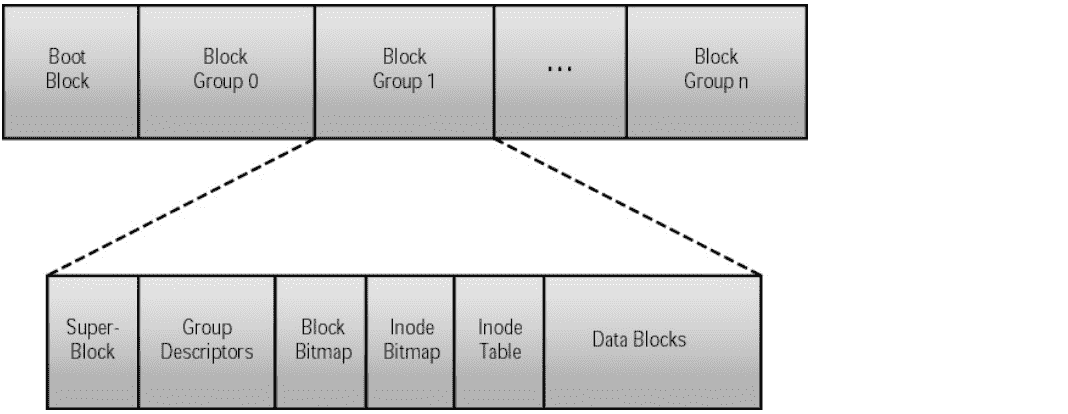 Boot
Block
Block
Group 0
Block
Group 1
...
Block
Group n
Super-
Block
Group
Descriptors
Block
Bitmap
Inode
Bitmap
Inode
Table
Data Blocks